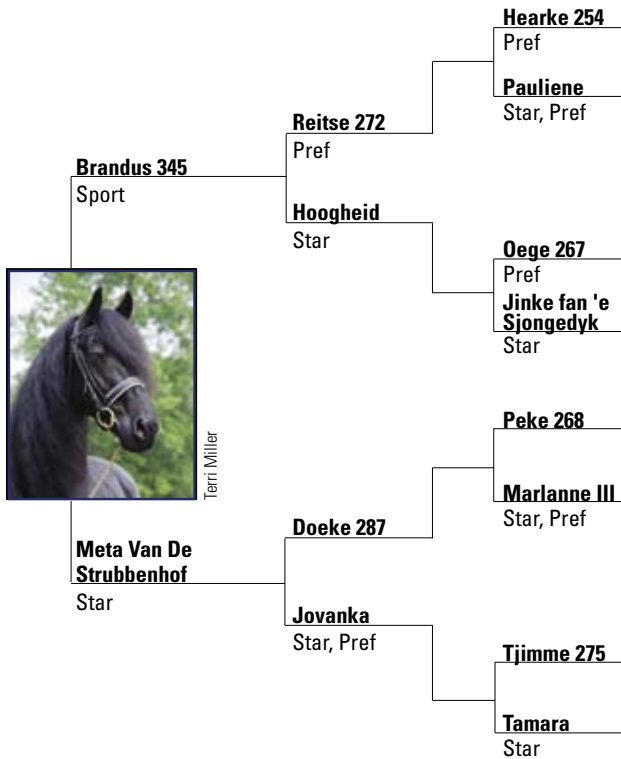 Hearke 254
Pref
Pauliene
Star, Pref
Reitse 272
Pref
Brandus 345
Sport
Hoogheid
Star
Oege 267
Pref
Jinke fan 'e
Sjongedyk
Star
Terri Miller
Peke 268
Marlanne III
Star, Pref
Doeke 287
Meta Van De
Strubbenhof
Star
Jovanka
Star, Pref
Tjimme 275
Tamara
Star